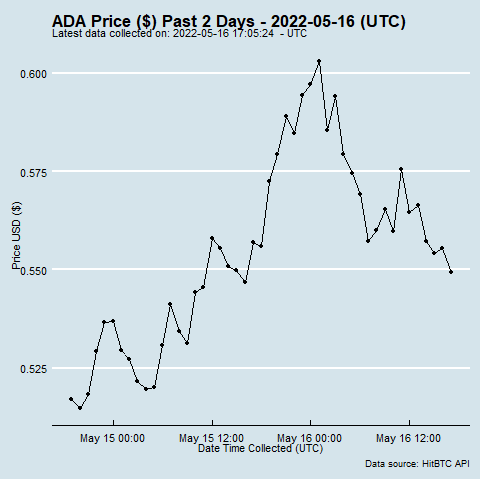 ADA Price ($) Past 2 Days - 2022-05-16 (UTC)
Latest data collected on: 2022-05-16 17:05:24 - UTC
0.600
0.575
0.550
0.525
Price USD ($)
May 15 00:00
May 15 12:00
May 16 00:00
May 16 12:00
Date Time Collected (UTC)
Data source: HitBTC API